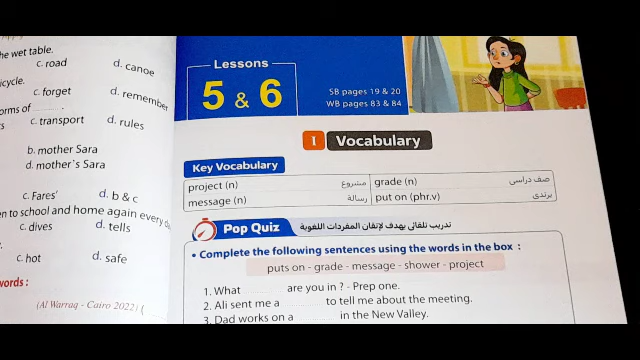 he wet table.
c. road d. canoe
icycle.
c. forget d. remember
orms of ........ .
c. transport d. rules
b. mother Sara
d. mother`s Sara
c. Fares' d. b & c
en to school and home again every
c. dives d. tells
c. hot d. safe
words :
(Al Warraq - Cairo 2022) (
Lessons
5 & 6
SB pages 19 & 20
WB pages 83 & 84
I Vocabulary
Key Vocabulary
project (n) مشروع grade (n) صف دراسى
message (n) رسالة put on (phr.v) يرتدى
Pop Quiz تدريب تلقائى يهدف لإتقان المفردات اللغوية
• Complete the following sentences using the words in the box :
puts on - grade - message - shower - project
1. What ........ are you in ? - Prep one.
2. Ali sent me a ........ to tell me about the meeting.
3. Dad works on a ........ in the New Valley.